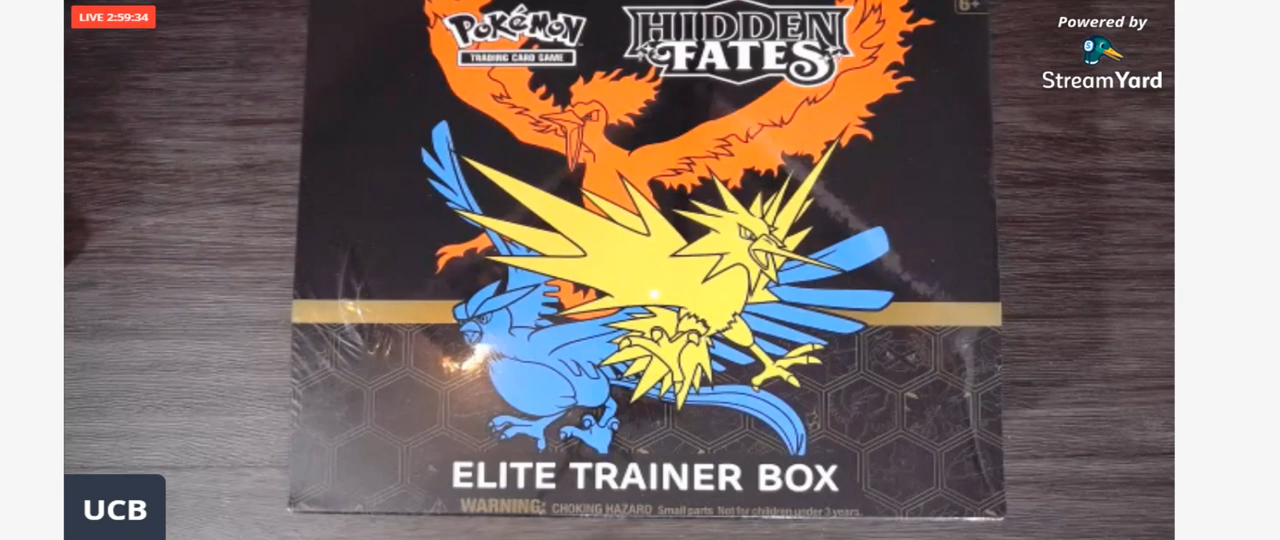 LIVE 2:59:34
6+
Powered by
StreamYard
POKéMON
TRADING CARD GAME
HIDDEN
FATES
ELITE TRAINER BOX
WARNING: CHOKING HAZARD Small parts Not for children under 3 years.
UCB